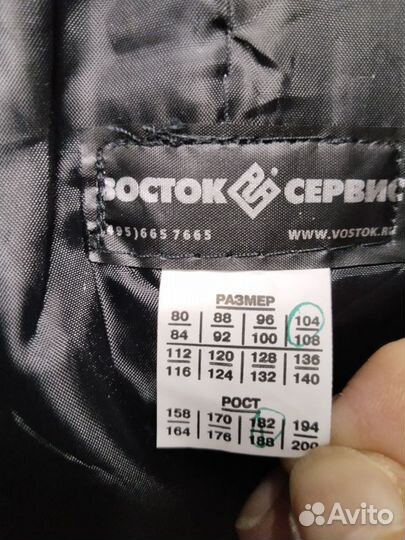 ВОСТОК СЕРВИС
495)665 7665 WWW.VOSTOK.RU
РАЗМЕР
80 88 96 104
84 92 100 108
112 120 128 136
116 124 132 140
РОСТ
158 170 182 194
164 176 188 200
Avito